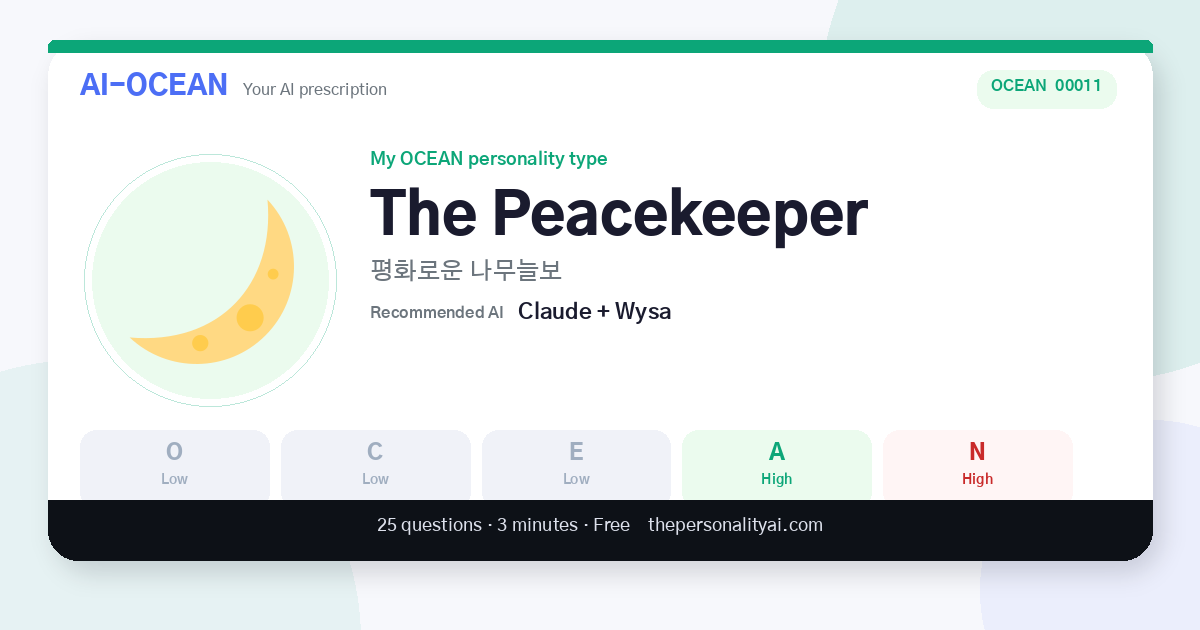 AI-OCEAN Your AI prescription OCEAN 00011
My OCEAN personality type
The Peacekeeper
평화로운 나무늘보
Recommended AI Claude + Wysa
O C E A N
Low Low Low High High
25 questions · 3 minutes · Free thepersonalityai.com